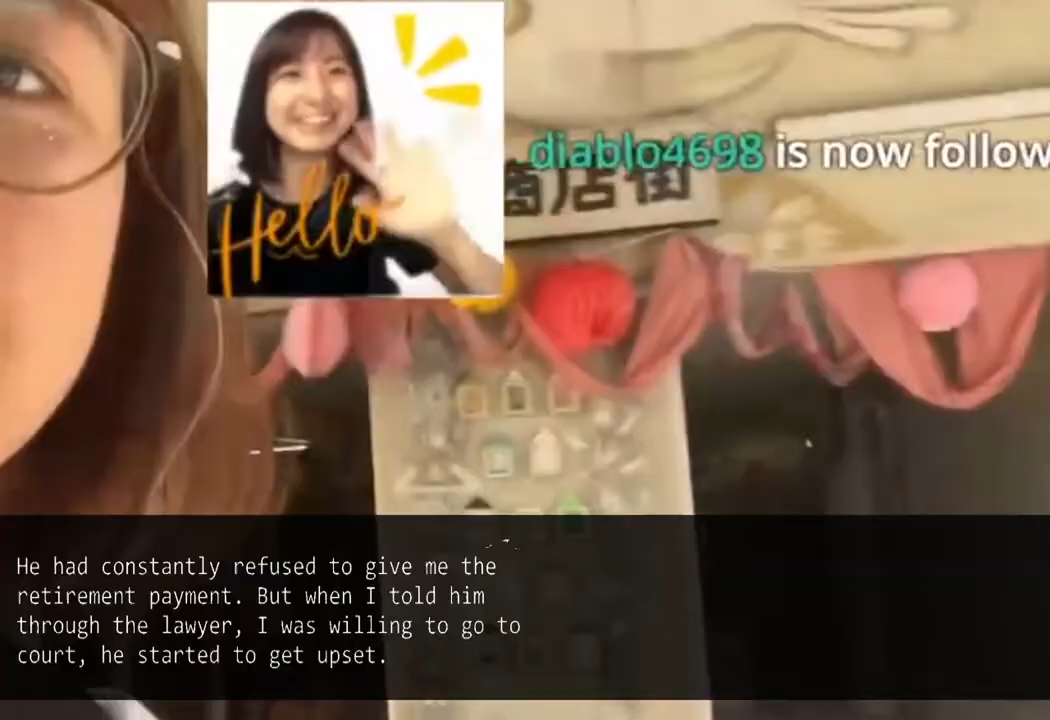 Hello
diablo4698 is now follow
商店街
He had constantly refused to give me the
retirement payment. But when I told him
through the lawyer, I was willing to go to
court, he started to get upset.